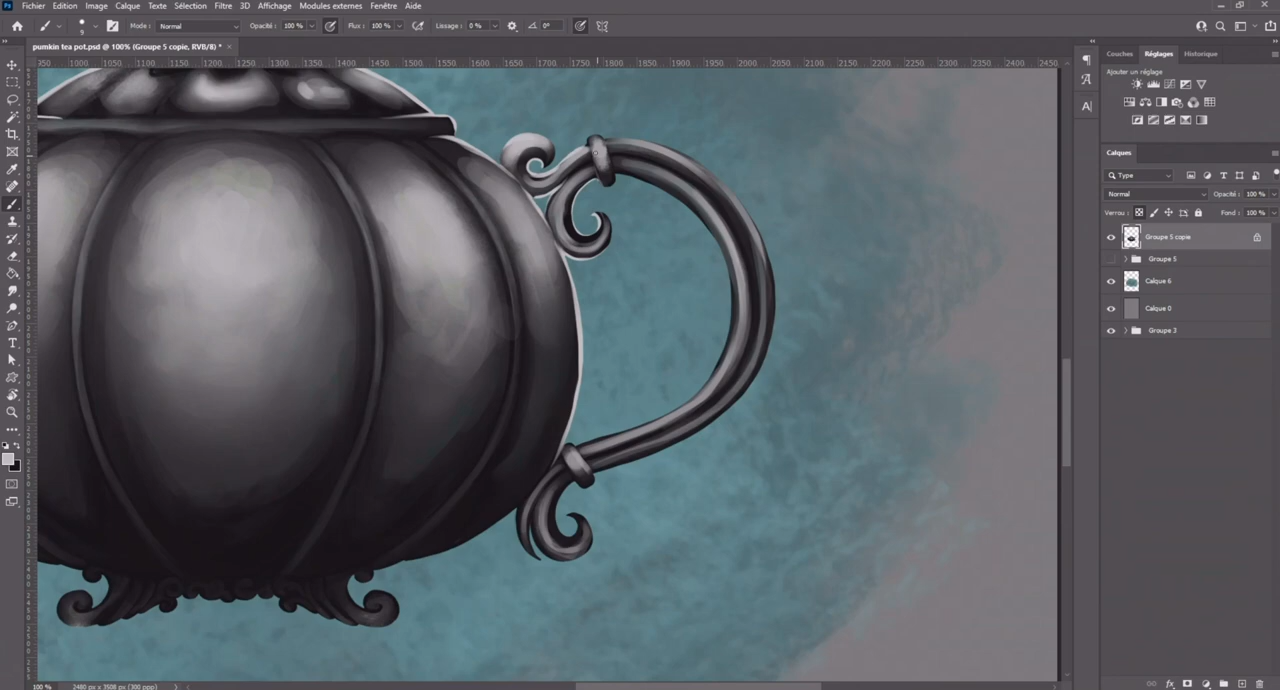 Fichier Edition Image Calque Texte Sélection Filtre 3D Affichage Modules externes Fenêtre Aide
9 Mode : Normal Opacité : 100 % Flux : 100 % Lissage : 0 % 0°
pumkin tea pot.psd @ 100% (Groupe 5 copie, RVB/8) * ×
1000 1050 1100 1150 1200 1250 1300 1350 1400 1450 1500 1550 1600 1650 1700 1750 1800 1850 1900 1950 2000 2050 2100 2150 2200 2250 2300 2350 2400 2450
Couches Réglages Historique
Ajouter un réglage
Calques
Type
Normal Opacité : 100 %
Verrou : Fond : 100 %
Groupe 5 copie
Groupe 5
Calque 6
Calque 0
Groupe 3
100 % 2480 px x 3508 px (300 ppp)